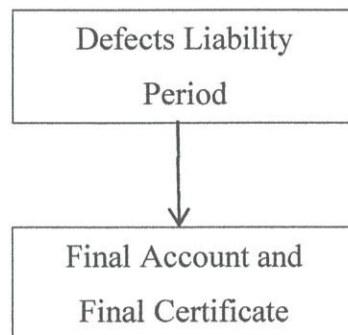 Defects Liability
Period
Final Account and
Final Certificate